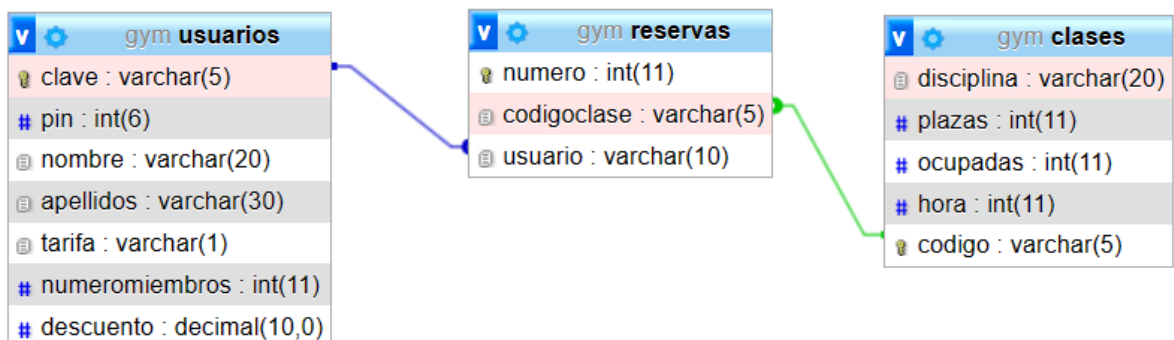 gym usuarios
clave : varchar(5)
pin : int(6)
nombre : varchar(20)
apellidos : varchar(30)
tarifa : varchar(1)
numeromiembros : int(11)
descuento : decimal(10,0)
gym reservas
numero : int(11)
codigoclase : varchar(5)
usuario : varchar(10)
gym clases
disciplina : varchar(20)
plazas : int(11)
ocupadas : int(11)
hora : int(11)
codigo : varchar(5)